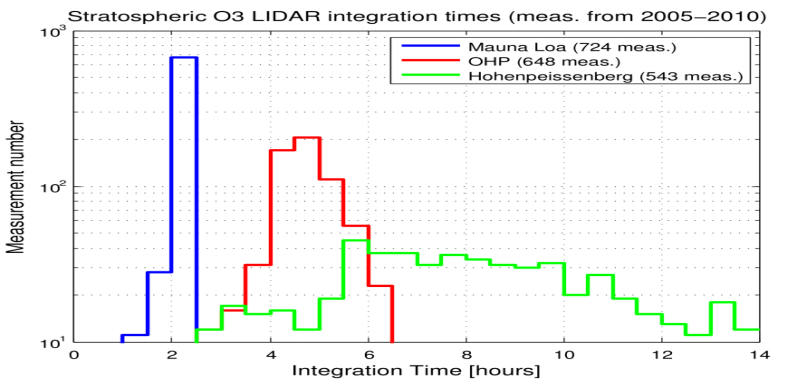 Stratospheric O3 LIDAR integration times (meas. from 2005−2010)
Mauna Loa (724 meas.)
OHP (648 meas.)
Hohenpeissenberg (543 meas.)
Measurement number
10³
10²
10¹
0 2 4 6 8 10 12 14
Integration Time [hours]